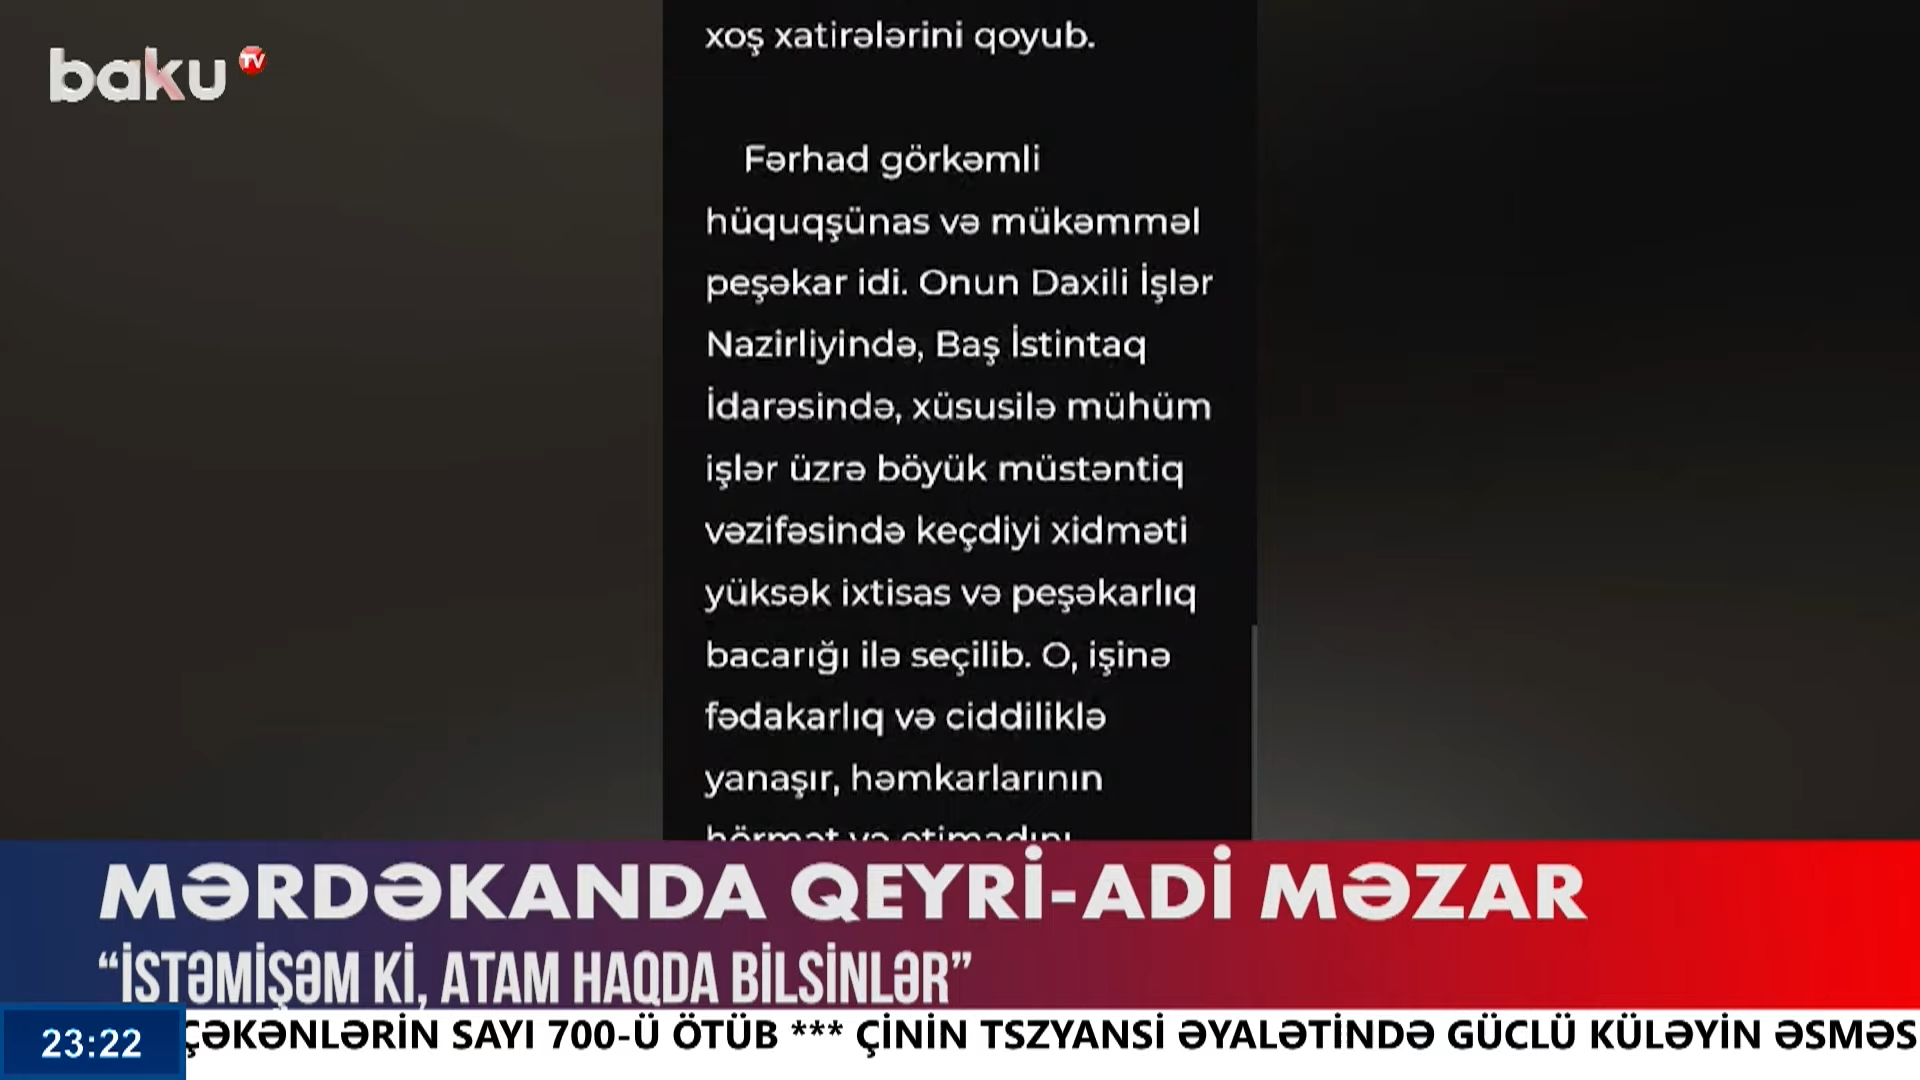 baku TV
xoş xatirələrini qoyub.
Fərhad görkəmli
hüquqşünas və mükəmməl
peşəkar idi. Onun Daxili İşlər
Nazirliyində, Baş İstintaq
İdarəsində, xüsusilə mühüm
işlər üzrə böyük müstəntiq
vəzifəsində keçdiyi xidməti
yüksək ixtisas və peşəkarlıq
bacarığı ilə seçilib. O, işinə
fədakarlıq və ciddiliklə
yanaşır, həmkarlarının
hörmət və etimadını
MƏRDƏKANDA QEYRİ-ADİ MƏZAR
“İSTƏMİŞƏM Kİ, ATAM HAQDA BİLSİNLƏR”
23:22 ÇƏKƏNLƏRİN SAYI 700-Ü ÖTÜB *** ÇİNİN TSZYANSİ ƏYALƏTİNDƏ GÜCLÜ KÜLƏYİN ƏSMƏS